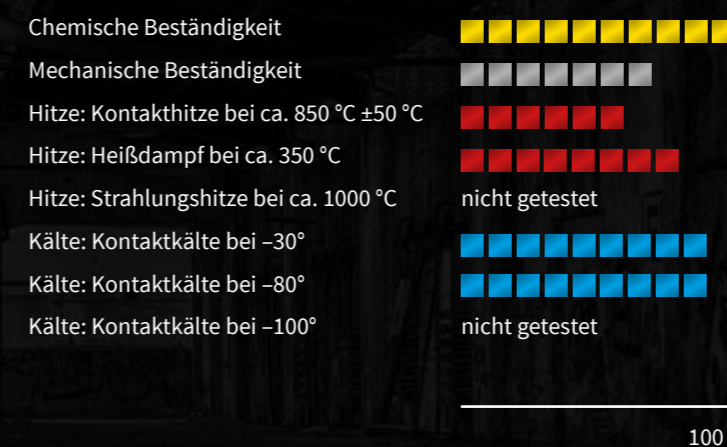 Chemische Beständigkeit
Mechanische Beständigkeit
Hitze: Kontakthitze bei ca. 850 °C ±50 °C
Hitze: Heißdampf bei ca. 350 °C
Hitze: Strahlungshitze bei ca. 1000 °C nicht getestet
Kälte: Kontaktkälte bei –30°
Kälte: Kontaktkälte bei –80°
Kälte: Kontaktkälte bei –100° nicht getestet
100